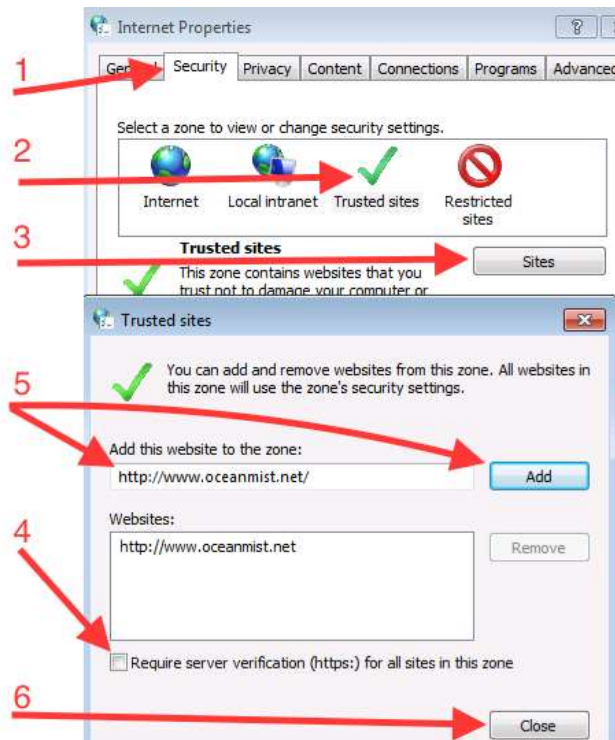 Internet Properties
1
General Security Privacy Content Connections Programs Advanced
Select a zone to view or change security settings.
2
Internet Local intranet Trusted sites Restricted sites
3
Trusted sites
Sites
This zone contains websites that you
trust not to damage your computer or
Trusted sites
You can add and remove websites from this zone. All websites in
this zone will use the zone's security settings.
5
Add this website to the zone:
http://www.oceanmist.net/
Add
Websites:
4
http://www.oceanmist.net
Remove
Require server verification (https:) for all sites in this zone
6
Close